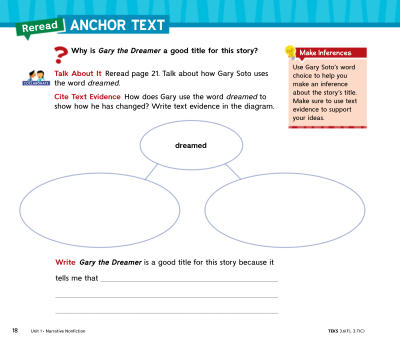 Reread ANCHOR TEXT
? Why is Gary the Dreamer a good title for this story?
Talk About It Reread page 21. Talk about how Gary Soto uses
the word dreamed.
COLLABORATE
Cite Text Evidence How does Gary use the word dreamed to
show how he has changed? Write text evidence in the diagram.
Make Inferences
Use Gary Soto's word
choice to help you
make an inference
about the story's title.
Make sure to use text
evidence to support
your ideas.
dreamed
Write Gary the Dreamer is a good title for this story because it
tells me that
18 Unit 1 • Narrative Nonfiction